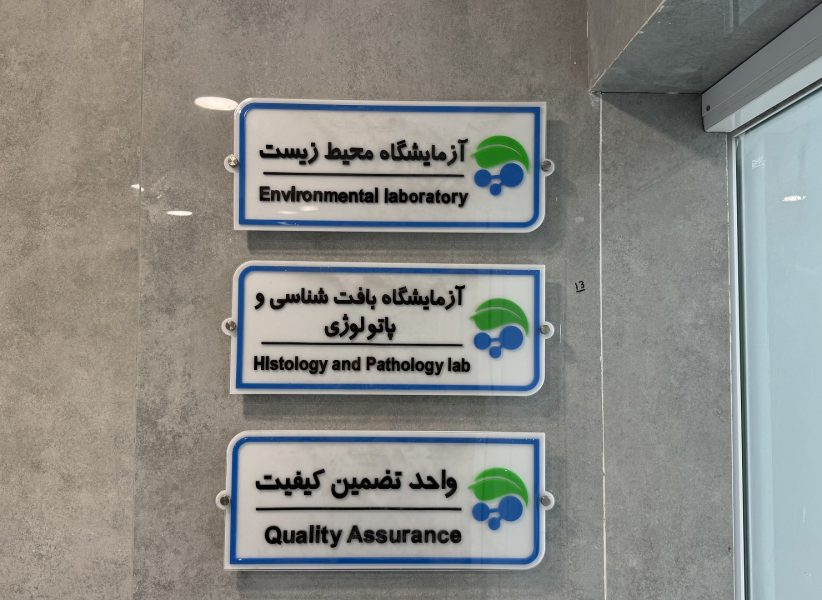 آزمایشگاه محیط زیست
Environmental laboratory
آزمایشگاه بافت شناسی و
پاتولوژی
Histology and Pathology lab
واحد تضمین کیفیت
Quality Assurance